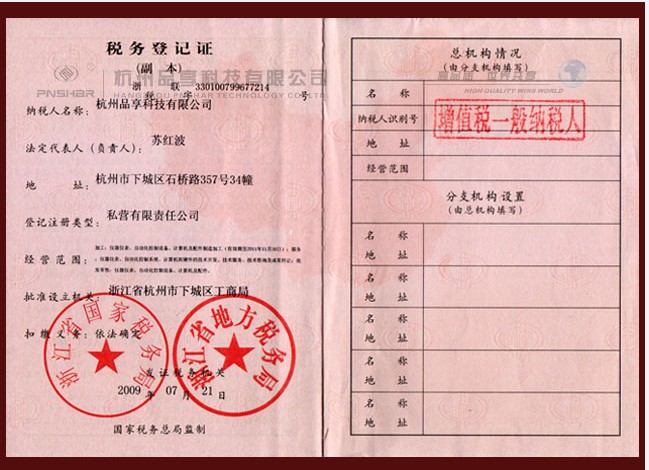 税务登记证
(副 本)
PNSHAR 杭州品享科技有限公司
HANGZHOU PNSHAR TECHNOLOGY CO., LTD.
浙 联
税 字 330100799677214 号
纳税人名称: 杭州品享科技有限公司
法定代表人(负责人): 苏红波
地 址: 杭州市下城区石桥路357号34幢
登记注册类型: 私营有限责任公司
经营范围:
批准设立机关: 浙江省杭州市下城区工商局
扣缴义务: 依法确定
浙江省国家税务局
浙江省地方税务局
发证税务机关
2009 年 07 月 21 日
国家税务总局监制
总机构情况
(由分支机构填写)
HIGH QUALITY WINS WORLD
名 称
纳税人识别号
增值税一般纳税人
地 址
经营范围
分支机构设置
(由总机构填写)
名 称
地 址
名 称
地 址
名 称
地 址
名 称
地 址
名 称
地 址